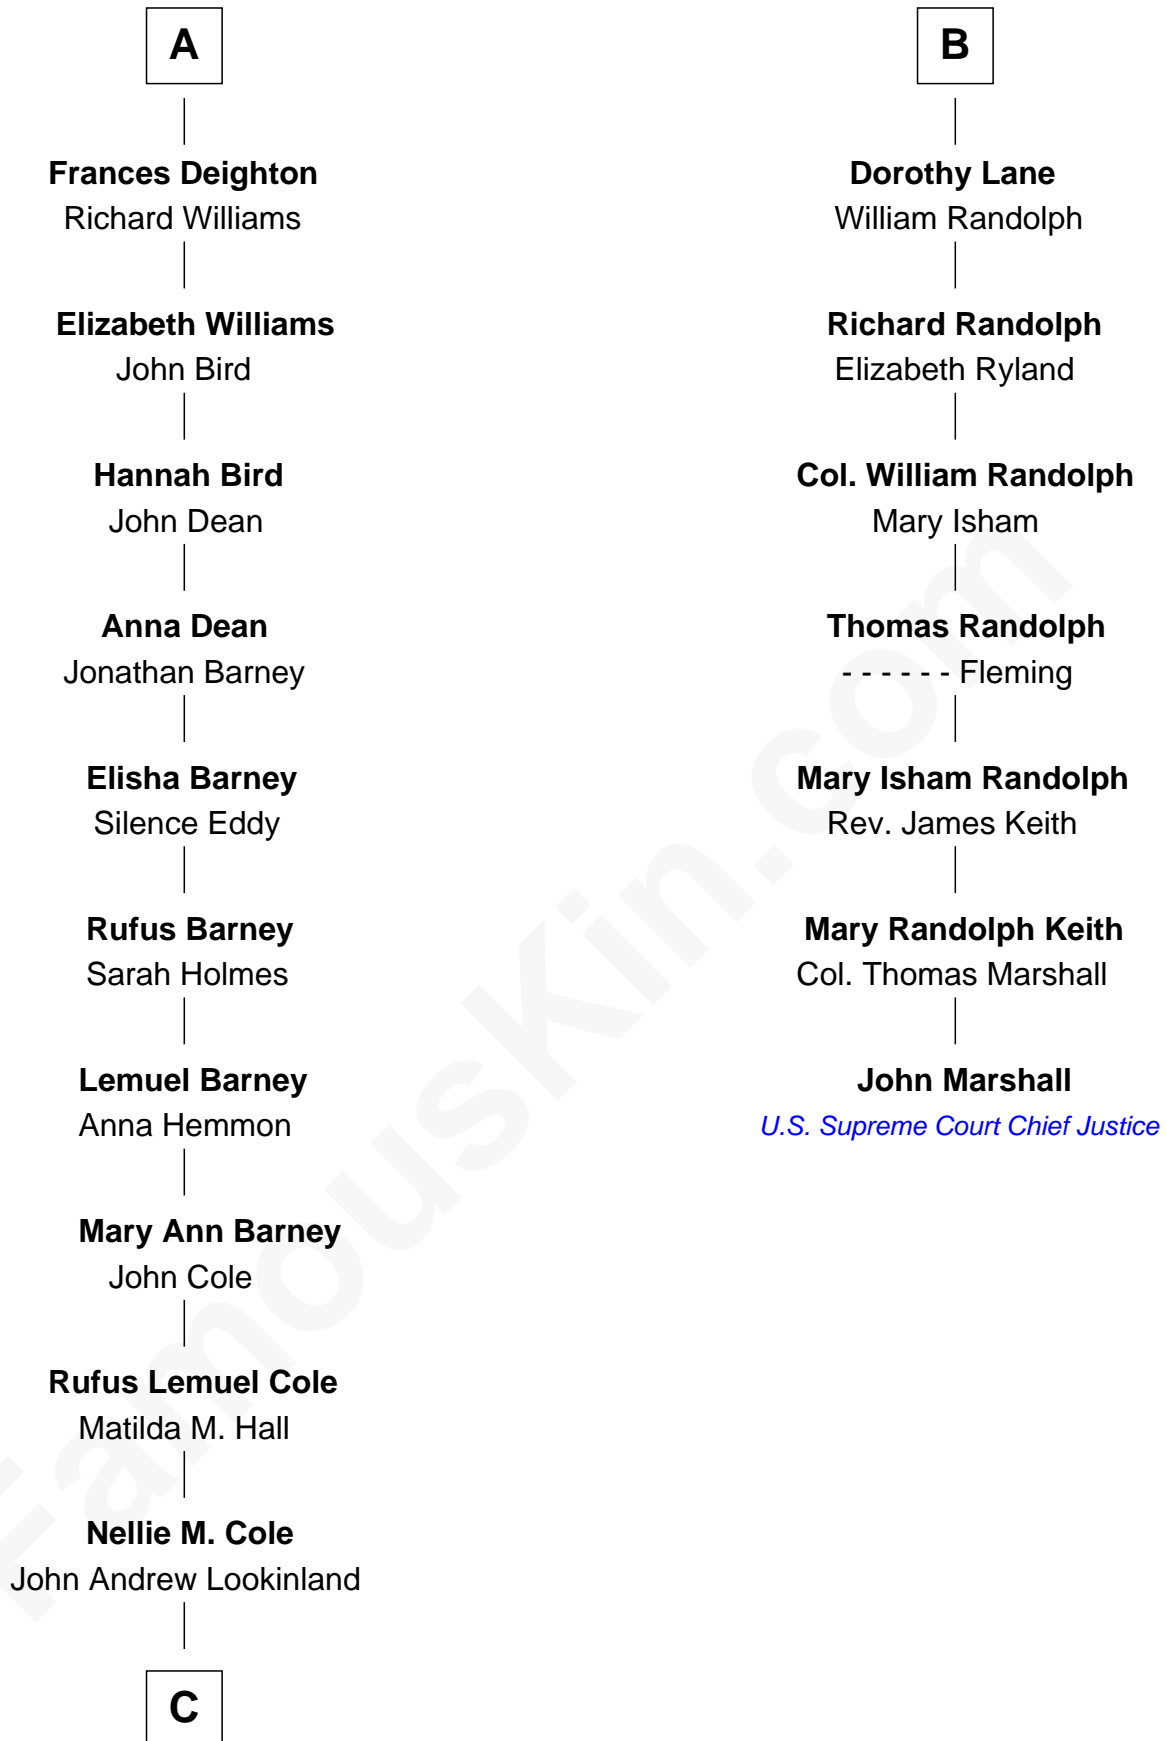 A
Frances Deighton
Richard Williams
Elizabeth Williams
John Bird
Hannah Bird
John Dean
Anna Dean
Jonathan Barney
Elisha Barney
Silence Eddy
Rufus Barney
Sarah Holmes
Lemuel Barney
Anna Hemmon
Mary Ann Barney
John Cole
Rufus Lemuel Cole
Matilda M. Hall
Nellie M. Cole
John Andrew Lookinland
C
B
Dorothy Lane
William Randolph
Richard Randolph
Elizabeth Ryland
Col. William Randolph
Mary Isham
Thomas Randolph
- - - - - - Fleming
Mary Isham Randolph
Rev. James Keith
Mary Randolph Keith
Col. Thomas Marshall
John Marshall
U.S. Supreme Court Chief Justice
FamousKin.com